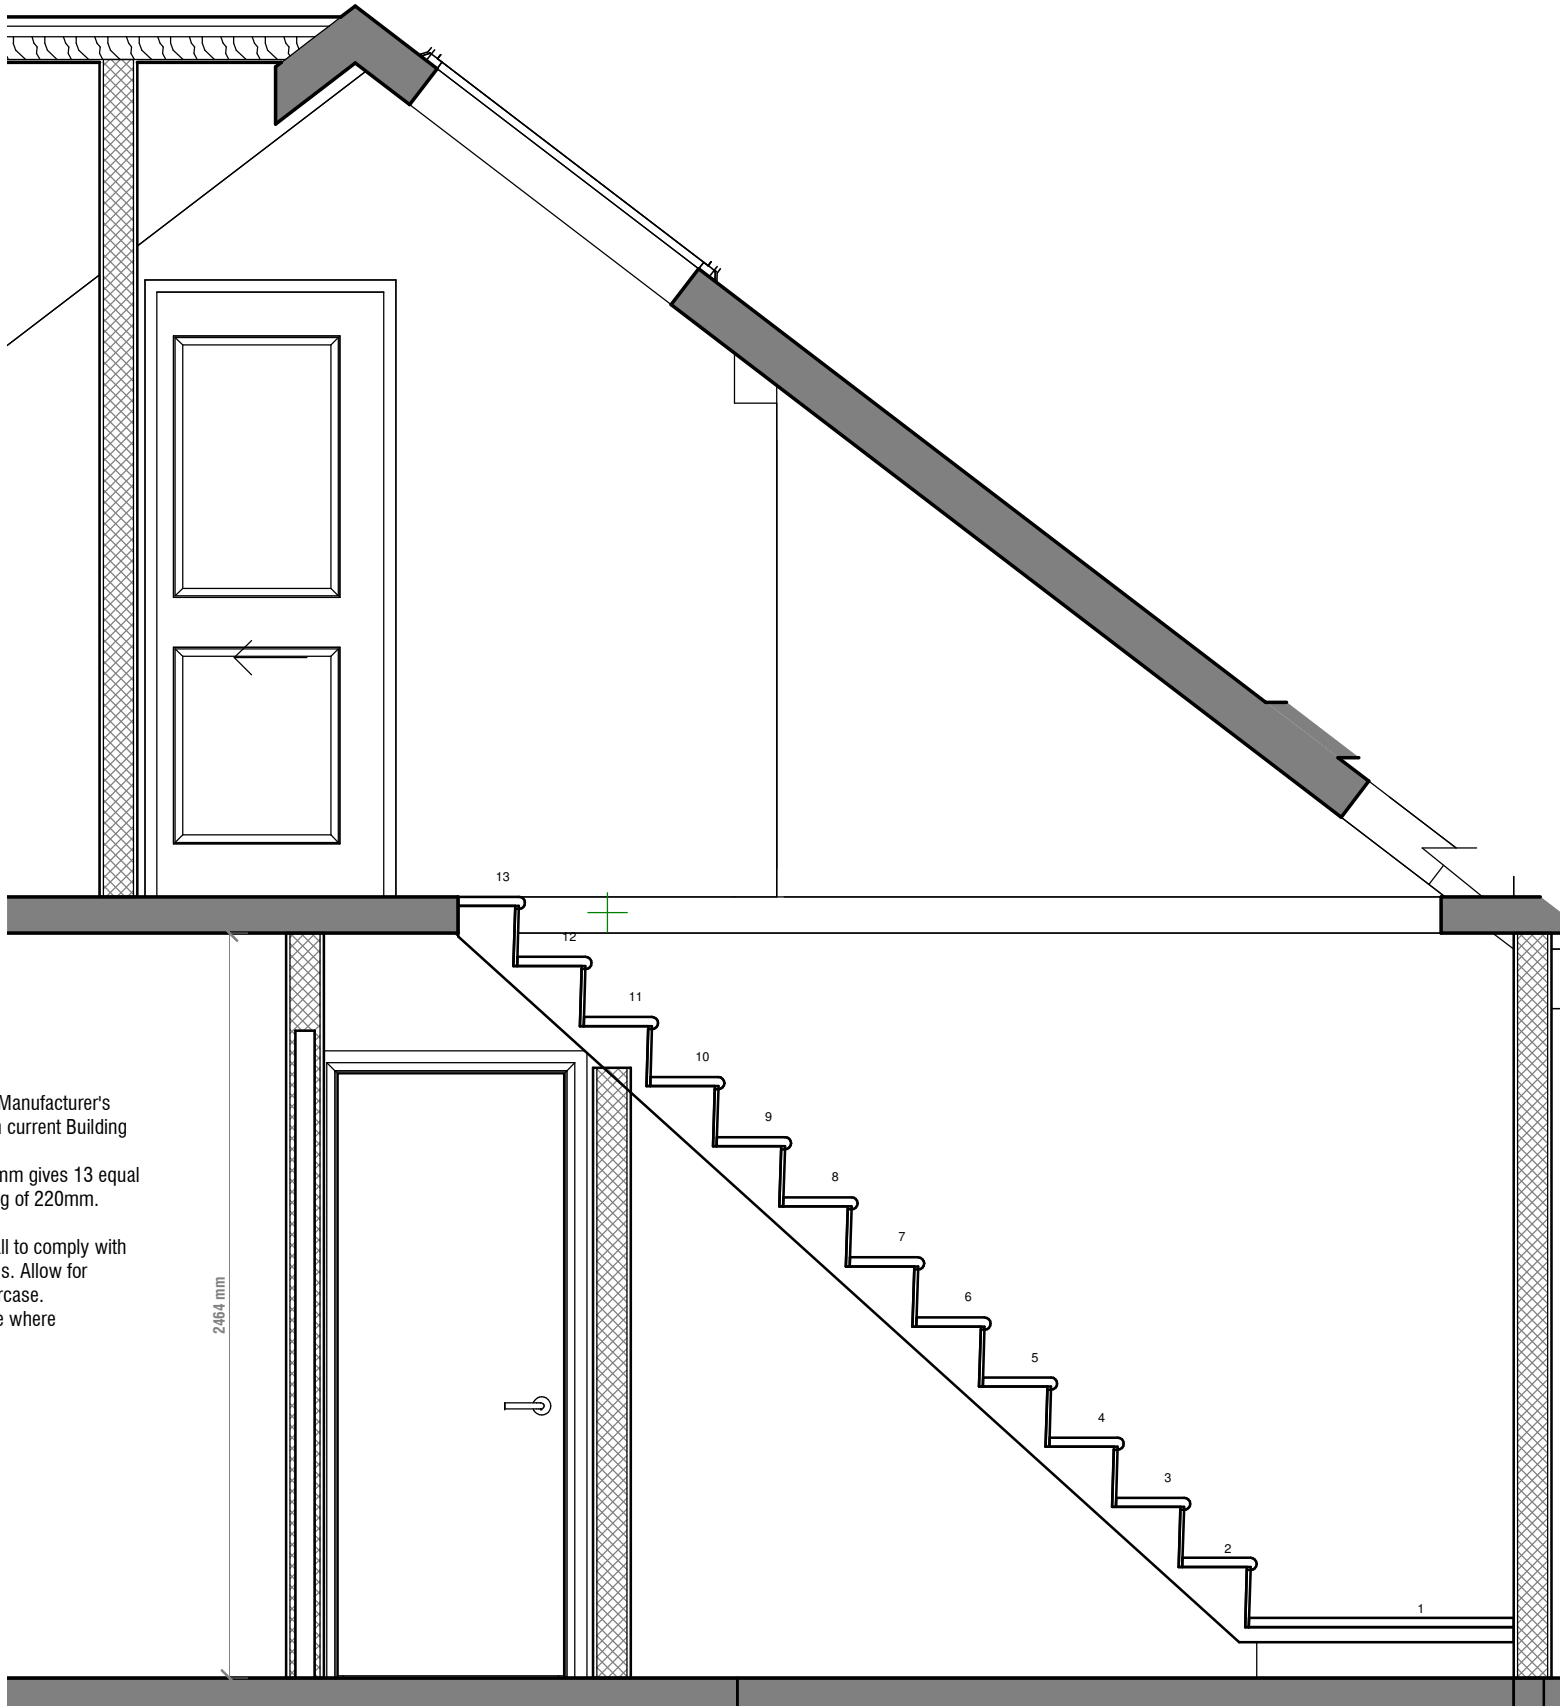 13
12
11
10
9
8
7
6
5
4
3
2
1
Manufacturer's
current Building
mm gives 13 equal
g of 220mm.
ll to comply with
s. Allow for
rcase.
e where
2464 mm